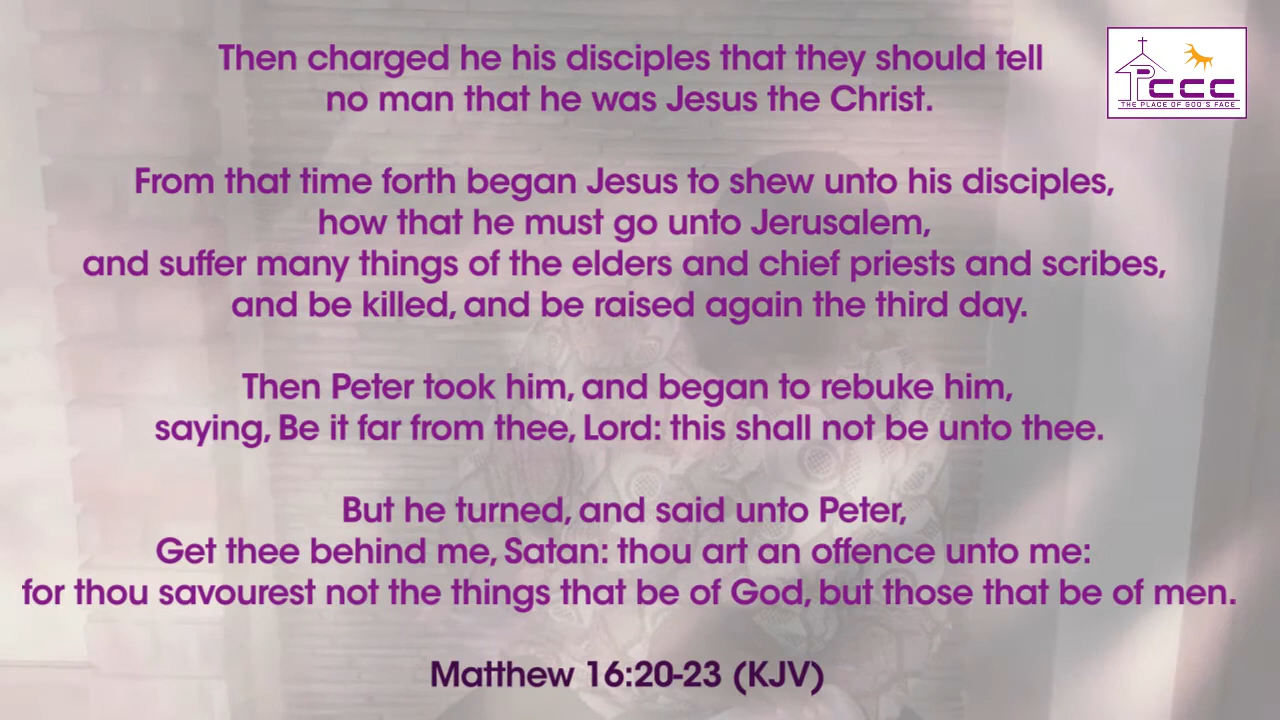 Then charged he his disciples that they should tell
no man that he was Jesus the Christ.
From that time forth began Jesus to shew unto his disciples,
how that he must go unto Jerusalem,
and suffer many things of the elders and chief priests and scribes,
and be killed, and be raised again the third day.
Then Peter took him, and began to rebuke him,
saying, Be it far from thee, Lord: this shall not be unto thee.
But he turned, and said unto Peter,
Get thee behind me, Satan: thou art an offence unto me:
for thou savourest not the things that be of God, but those that be of men.
Matthew 16:20-23 (KJV)
PCCC
THE PLACE OF GOD'S FACE